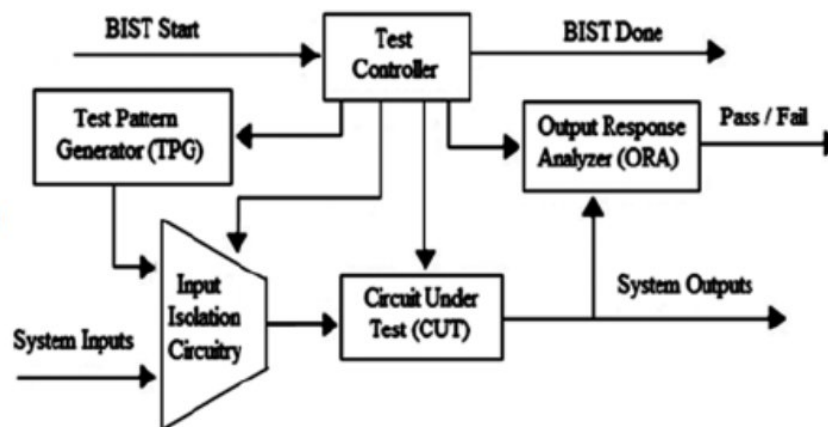 BIST Start
Test
Controller
BIST Done
Test Pattern
Generator (TPG)
Output Response
Analyzer (ORA)
Pass / Fail
Input
Isolation
Circuitry
Circuit Under
Test (CUT)
System Outputs
System Inputs